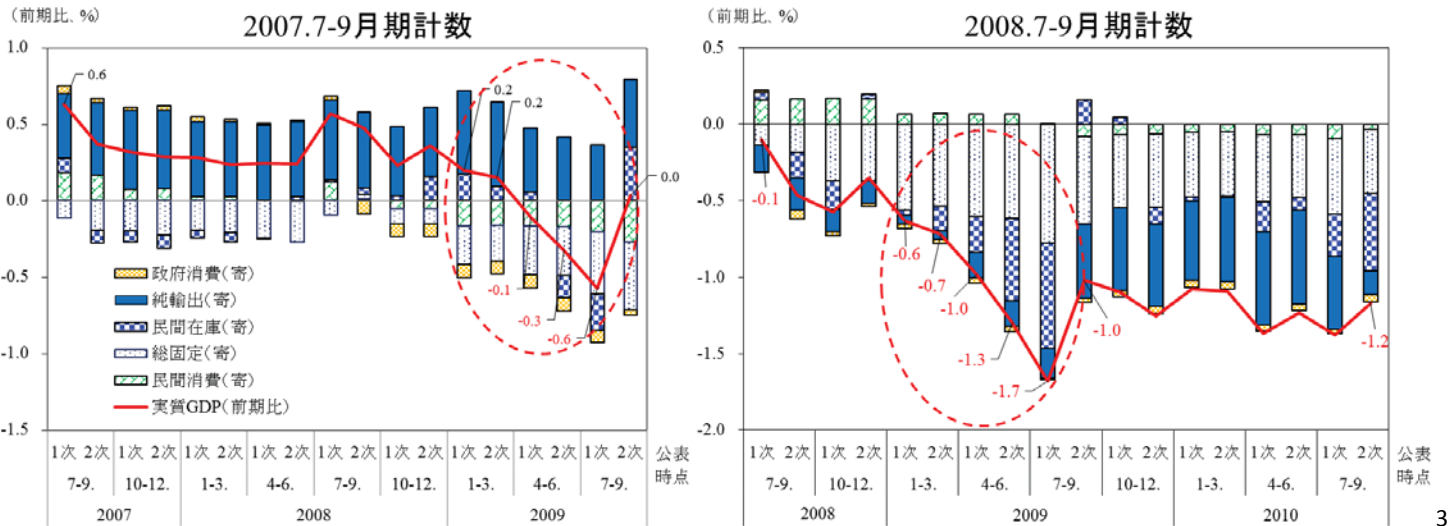 （前期比、%）
2007.7-9月期計数
1.0
0.5
0.0
-0.5
-1.0
-1.5
0.6
0.2
0.2
-0.1
-0.3
-0.6
0.0
政府消費（寄）
純輸出（寄）
民間在庫（寄）
総固定（寄）
民間消費（寄）
実質GDP（前期比）
1次 2次 1次 2次 1次 2次 1次 2次 1次 2次 1次 2次 1次 2次 1次 2次 1次 2次 公表
7-9. 10-12. 1-3. 4-6. 7-9. 10-12. 1-3. 4-6. 7-9. 時点
2007 2008 2009
（前期比、%）
2008.7-9月期計数
0.5
0.0
-0.5
-1.0
-1.5
-2.0
-0.1
-0.6
-0.7
-1.0
-1.3
-1.7
-1.0
-1.2
1次 2次 1次 2次 1次 2次 1次 2次 1次 2次 1次 2次 1次 2次 1次 2次 1次 2次 公表
7-9. 10-12. 1-3. 4-6. 7-9. 10-12. 1-3. 4-6. 7-9. 時点
2008 2009 2010
3